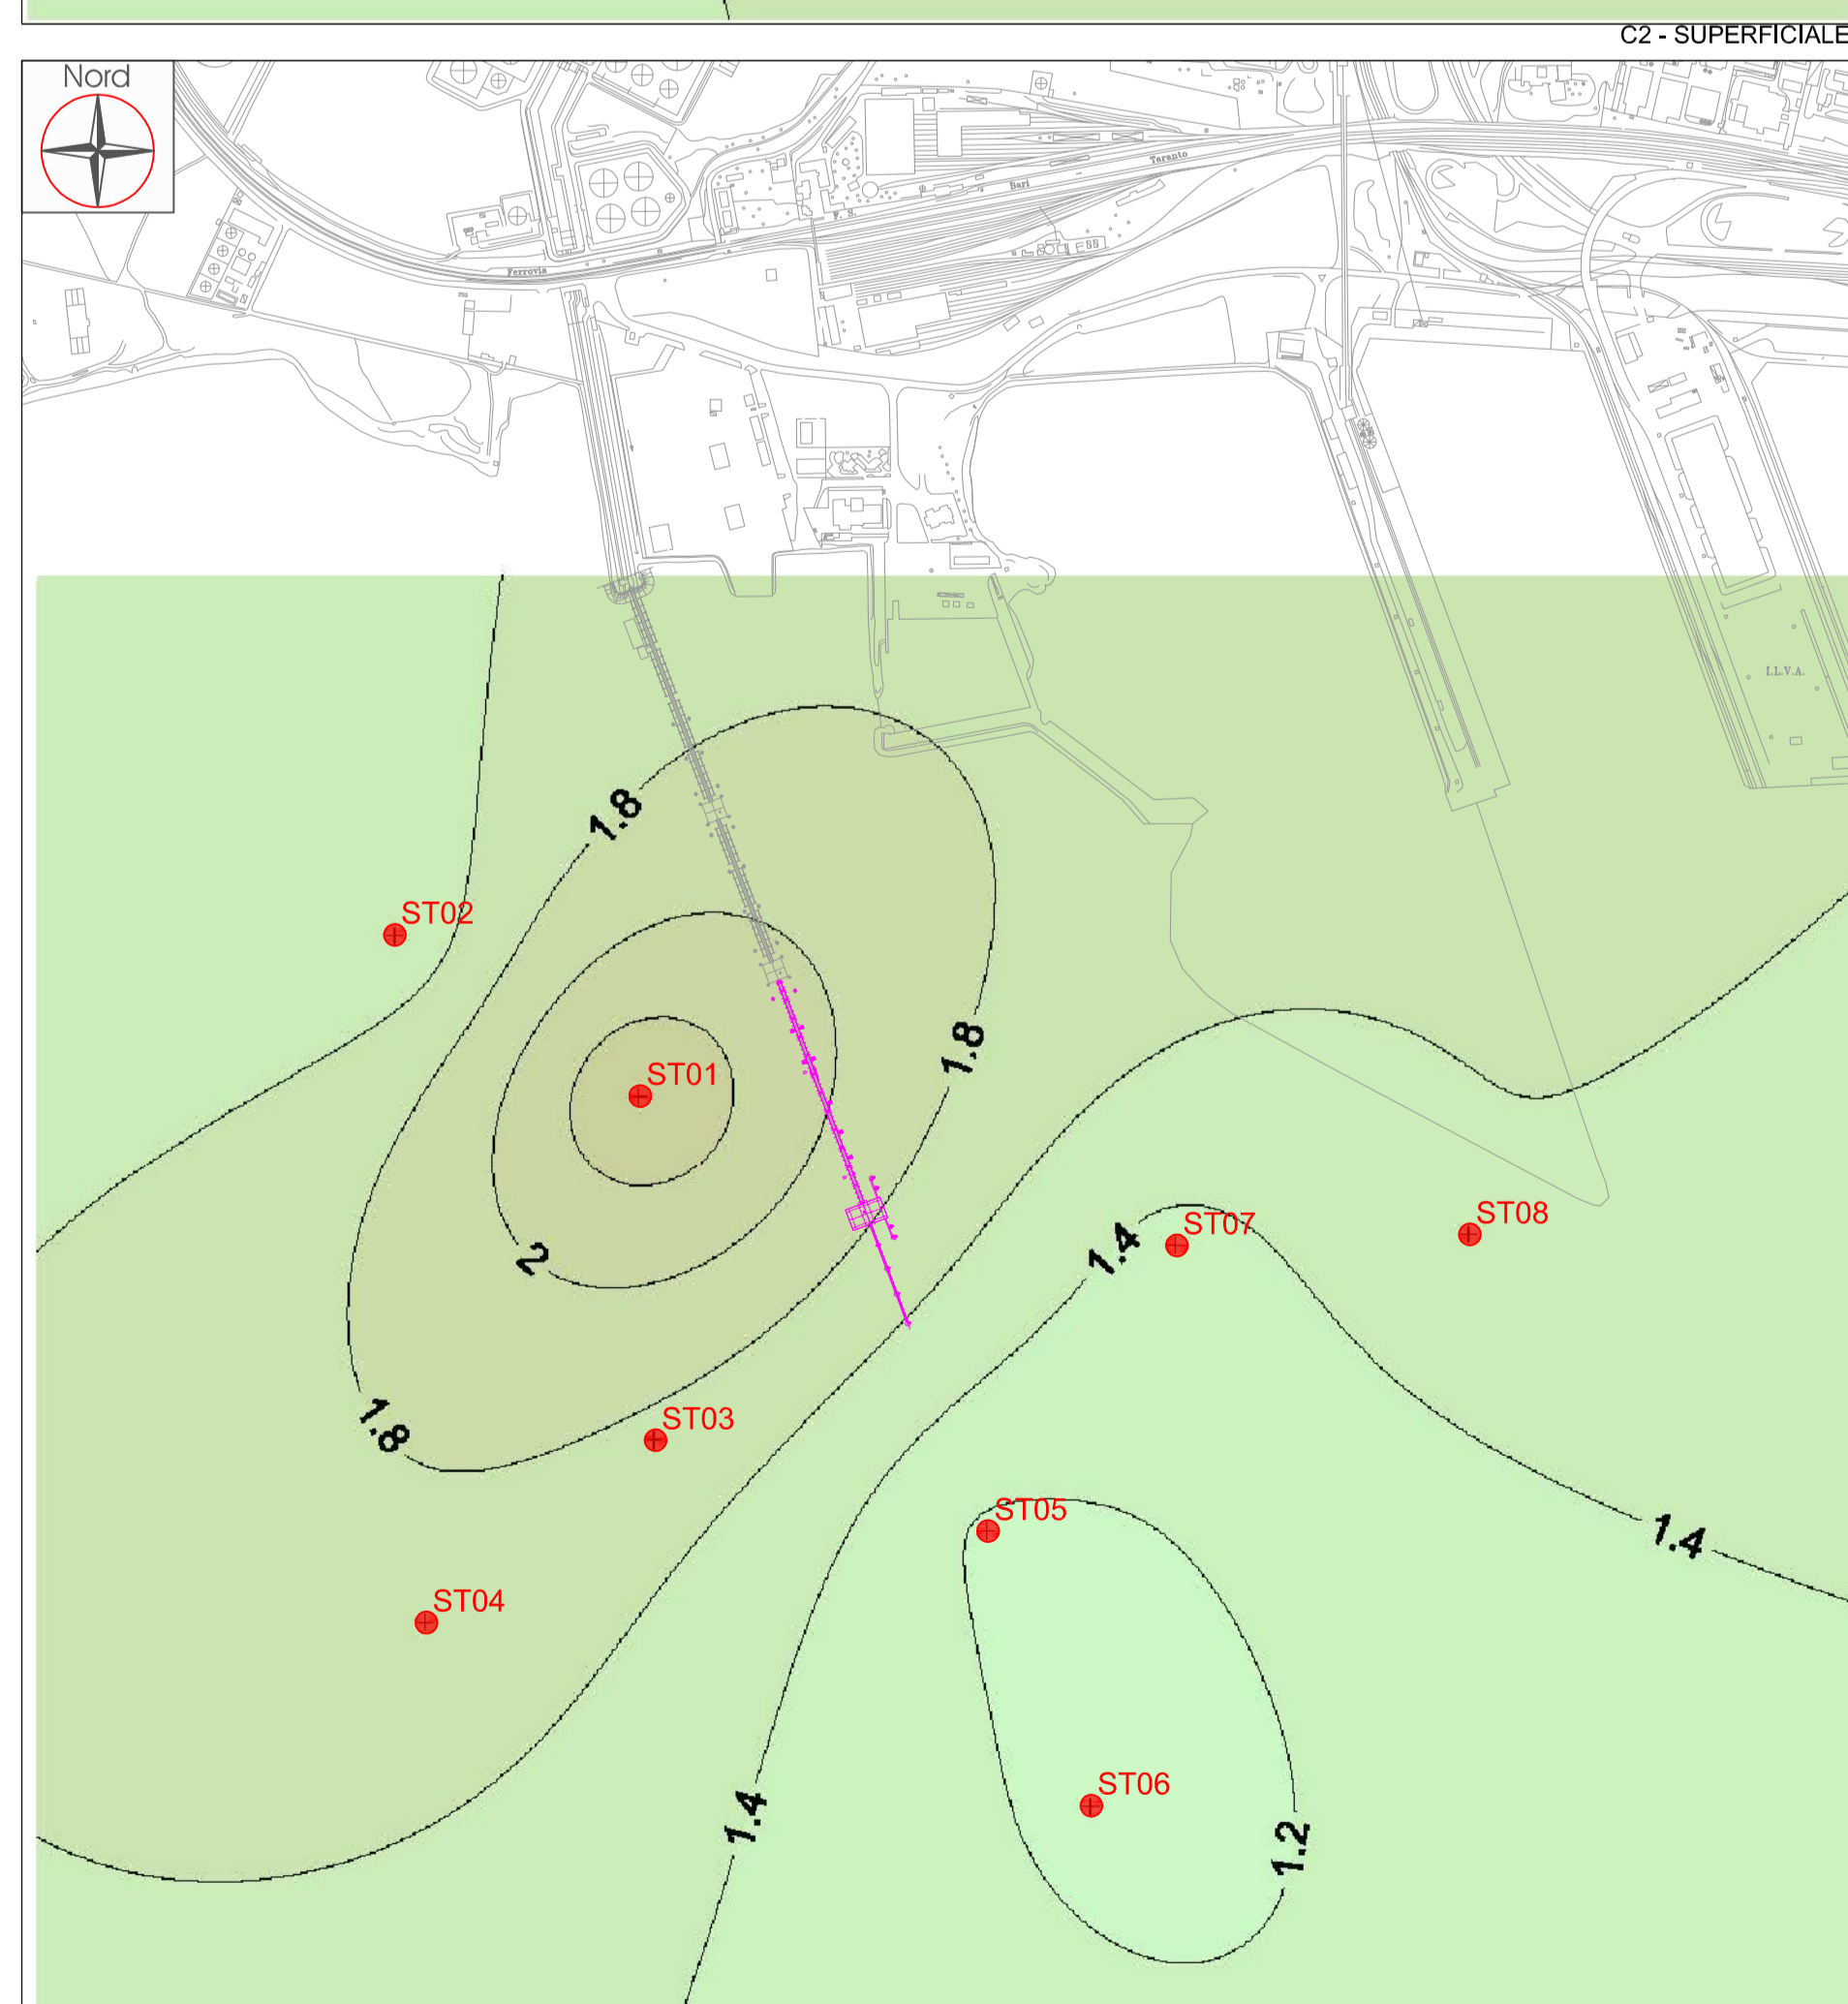 C2 - SUPERFICIALE
Nord
Taranto
Bari
F. S.
Ferrovia
I.L.V.A.
1.8
ST02
1.8
ST01
ST08
ST07
1.4
2
1.8
ST03
ST05
1.4
ST04
ST06
1.4
1.2